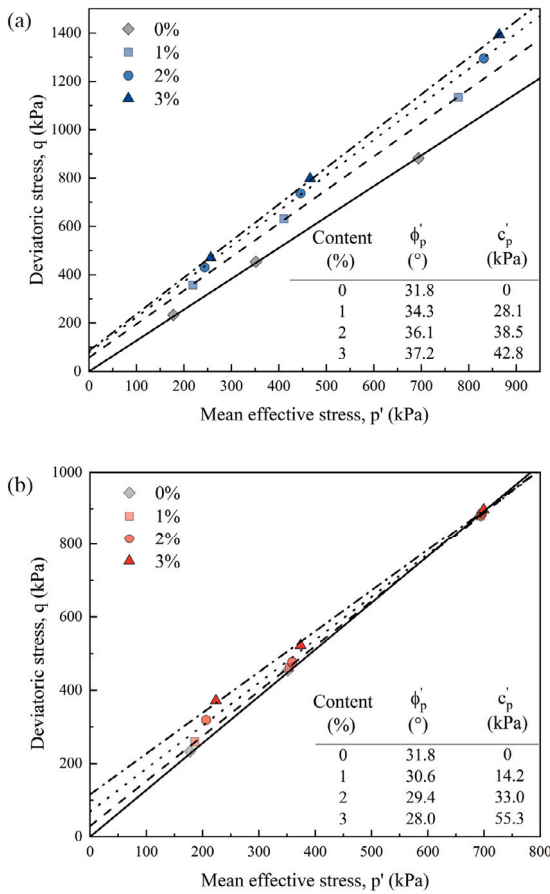 (a)
0%
1%
2%
3%
1400
1200
1000
800
600
400
200
0
Deviatoric stress, q (kPa)
Content (%) ϕ'p (°) c'p (kPa)
0 31.8 0
1 34.3 28.1
2 36.1 38.5
3 37.2 42.8
0 100 200 300 400 500 600 700 800 900
Mean effective stress, p' (kPa)
(b)
0%
1%
2%
3%
1000
800
600
400
200
0
Deviatoric stress, q (kPa)
Content (%) ϕ'p (°) c'p (kPa)
0 31.8 0
1 30.6 14.2
2 29.4 33.0
3 28.0 55.3
0 100 200 300 400 500 600 700 800
Mean effective stress, p' (kPa)